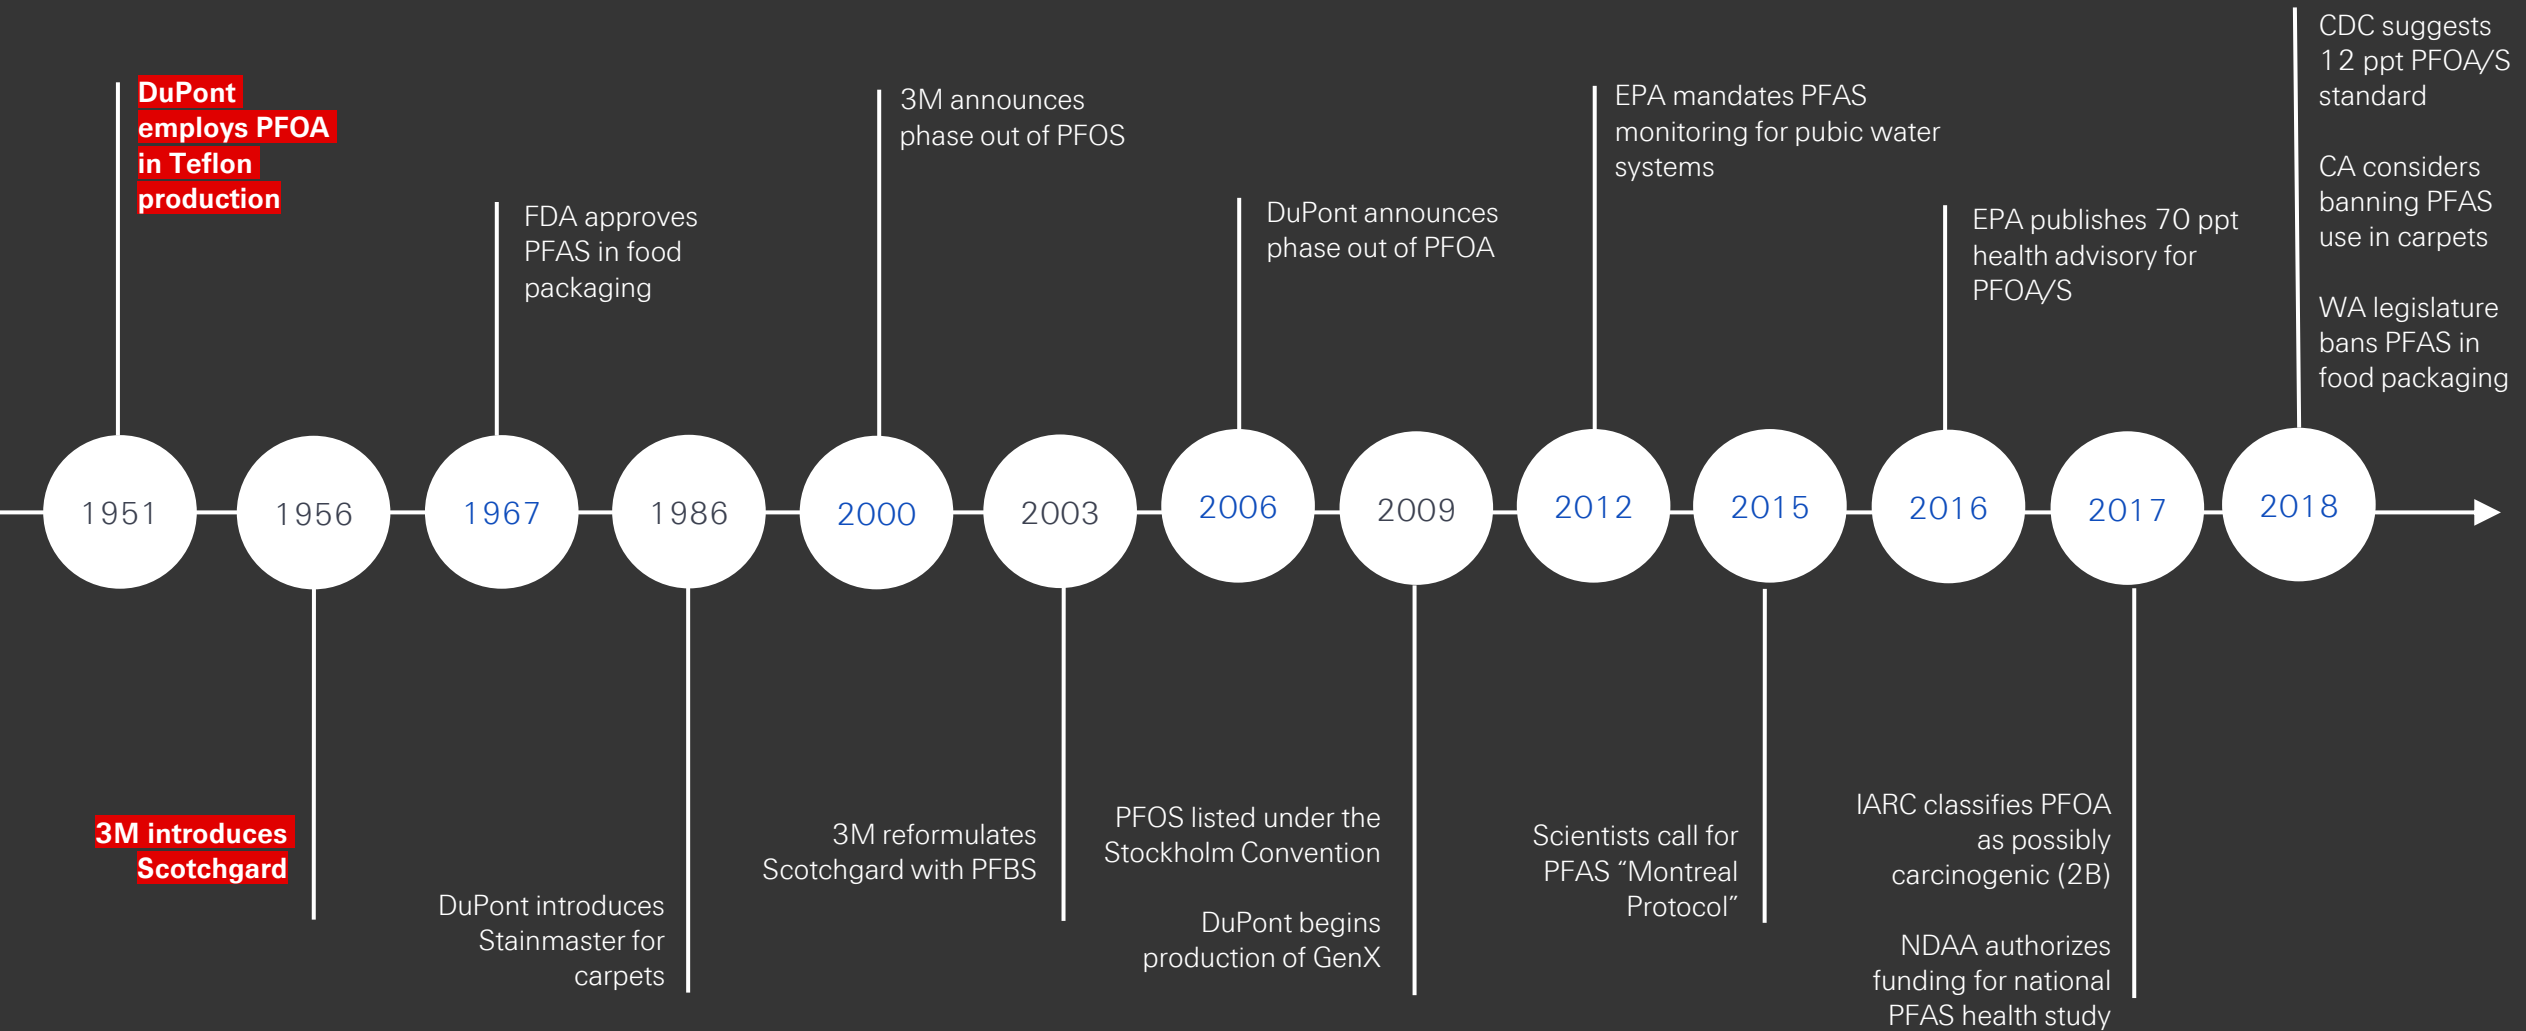 DuPont
employs PFOA
in Teflon
production
FDA approves
PFAS in food
packaging
3M announces
phase out of PFOS
DuPont announces
phase out of PFOA
EPA mandates PFAS
monitoring for pubic water
systems
EPA publishes 70 ppt
health advisory for
PFOA/S
CDC suggests
12 ppt PFOA/S
standard
CA considers
banning PFAS
use in carpets
WA legislature
bans PFAS in
food packaging
1951
1956
1967
1986
2000
2003
2006
2009
2012
2015
2016
2017
2018
3M introduces
Scotchgard
DuPont introduces
Stainmaster for
carpets
3M reformulates
Scotchgard with PFBS
PFOS listed under the
Stockholm Convention
DuPont begins
production of GenX
Scientists call for
PFAS “Montreal
Protocol”
IARC classifies PFOA
as possibly
carcinogenic (2B)
NDAA authorizes
funding for national
PFAS health study